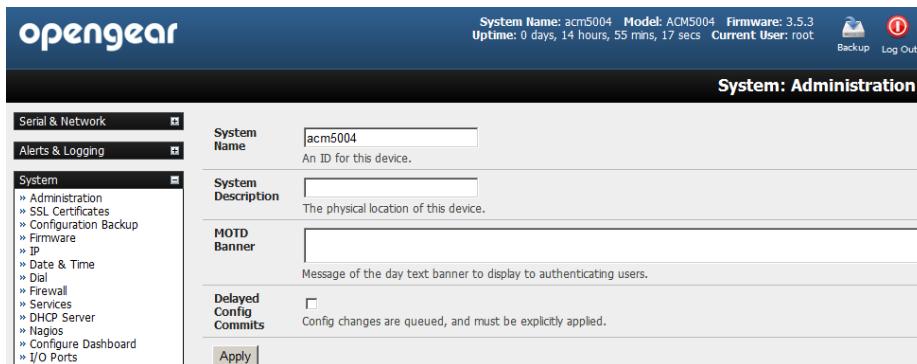 opengear
System Name: acm5004 Model: ACM5004 Firmware: 3.5.3
Uptime: 0 days, 14 hours, 55 mins, 17 secs Current User: root
Backup
Log Out
System: Administration
Serial & Network
Alerts & Logging
System
» Administration
» SSL Certificates
» Configuration Backup
» Firmware
» IP
» Date & Time
» Dial
» Firewall
» Services
» DHCP Server
» Nagios
» Configure Dashboard
» I/O Ports
System Name
acm5004
An ID for this device.
System Description
The physical location of this device.
MOTD Banner
Message of the day text banner to display to authenticating users.
Delayed Config Commits
Config changes are queued, and must be explicitly applied.
Apply